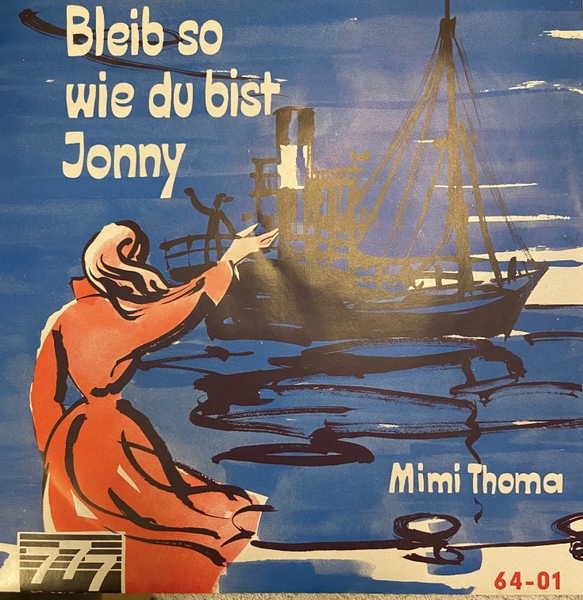 Bleib so
wie du bist
Jonny
Mimi Thoma
777
64-01